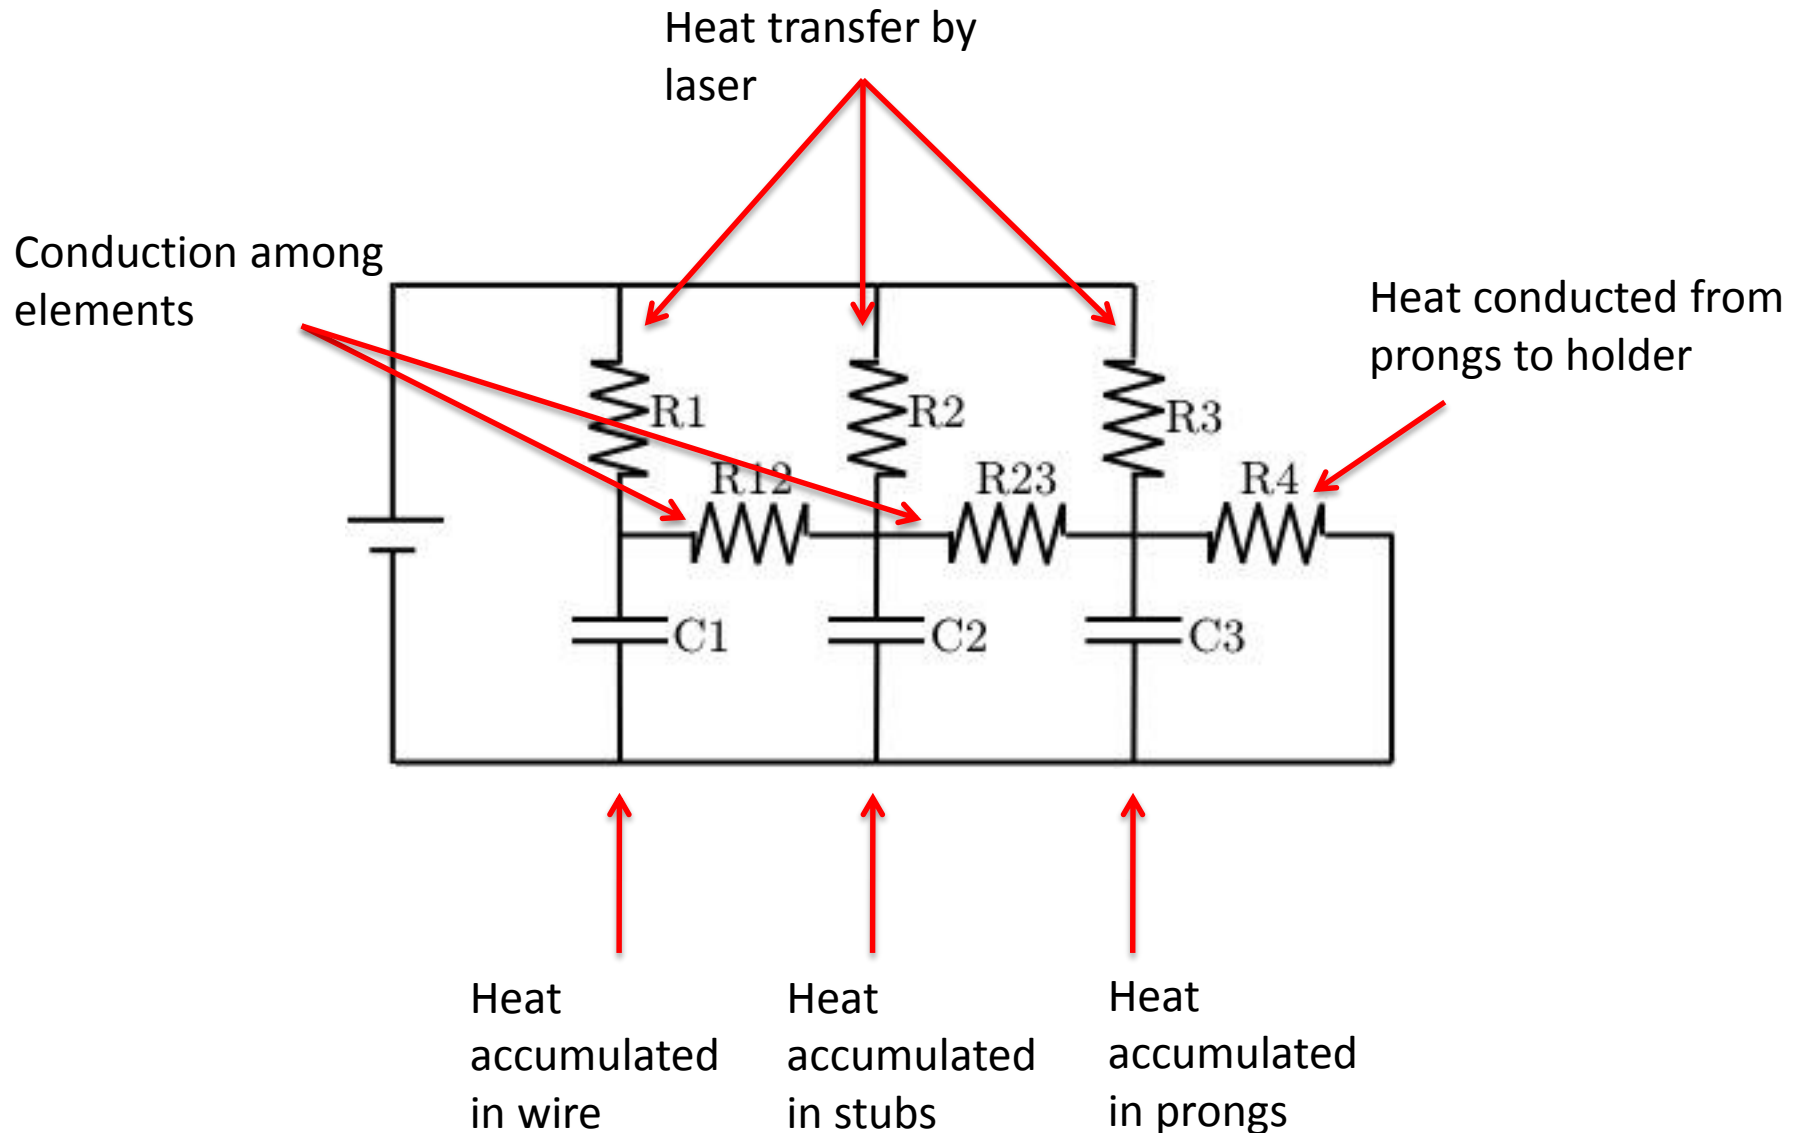 Heat transfer by
laser
Conduction among
elements
Heat conducted from
prongs to holder
R1
R2
R3
R12
R23
R4
C1
C2
C3
Heat
accumulated
in wire
Heat
accumulated
in stubs
Heat
accumulated
in prongs